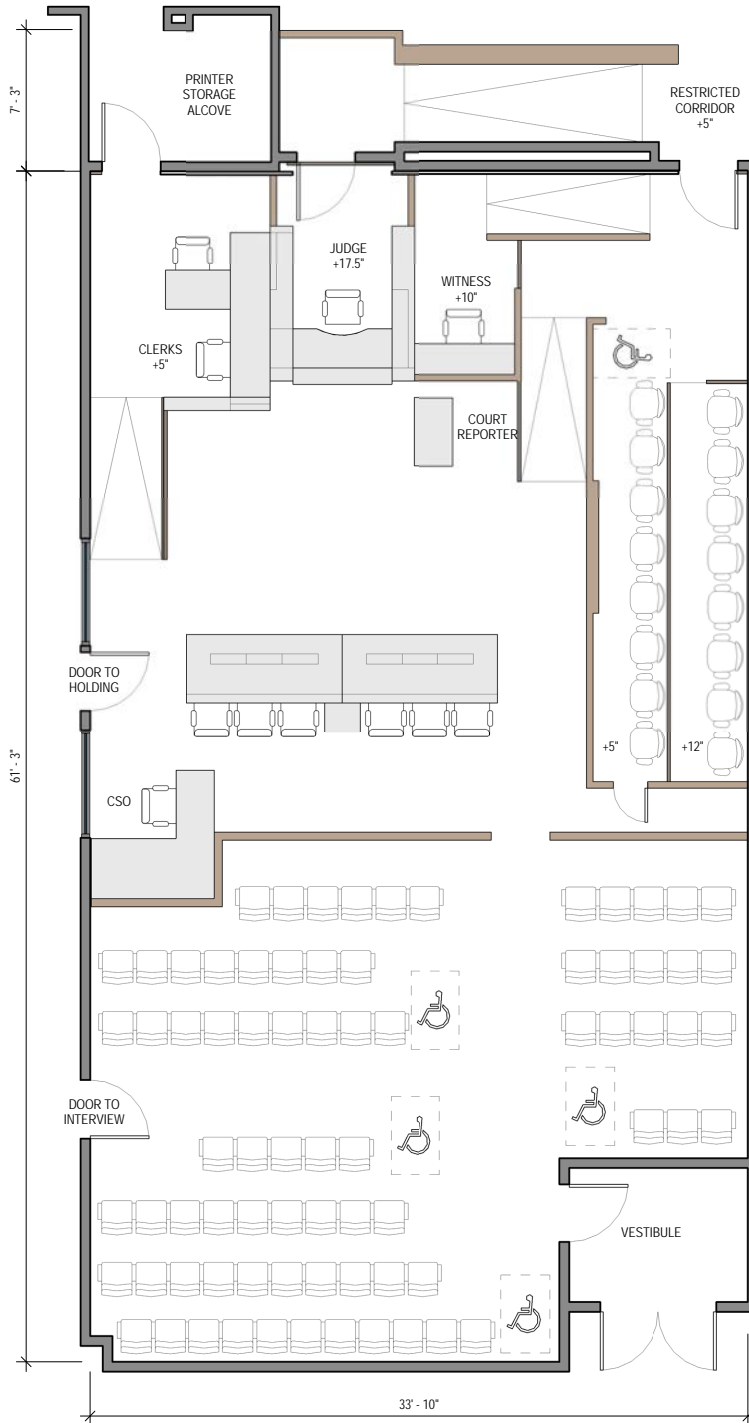 PRINTER
STORAGE
ALCOVE
RESTRICTED
CORRIDOR
+5"
7' - 3"
JUDGE
+17.5"
WITNESS
+10"
CLERKS
+5"
COURT
REPORTER
DOOR TO
HOLDING
61' - 3"
+5"
+12"
CSO
DOOR TO
INTERVIEW
VESTIBULE
33' - 10"